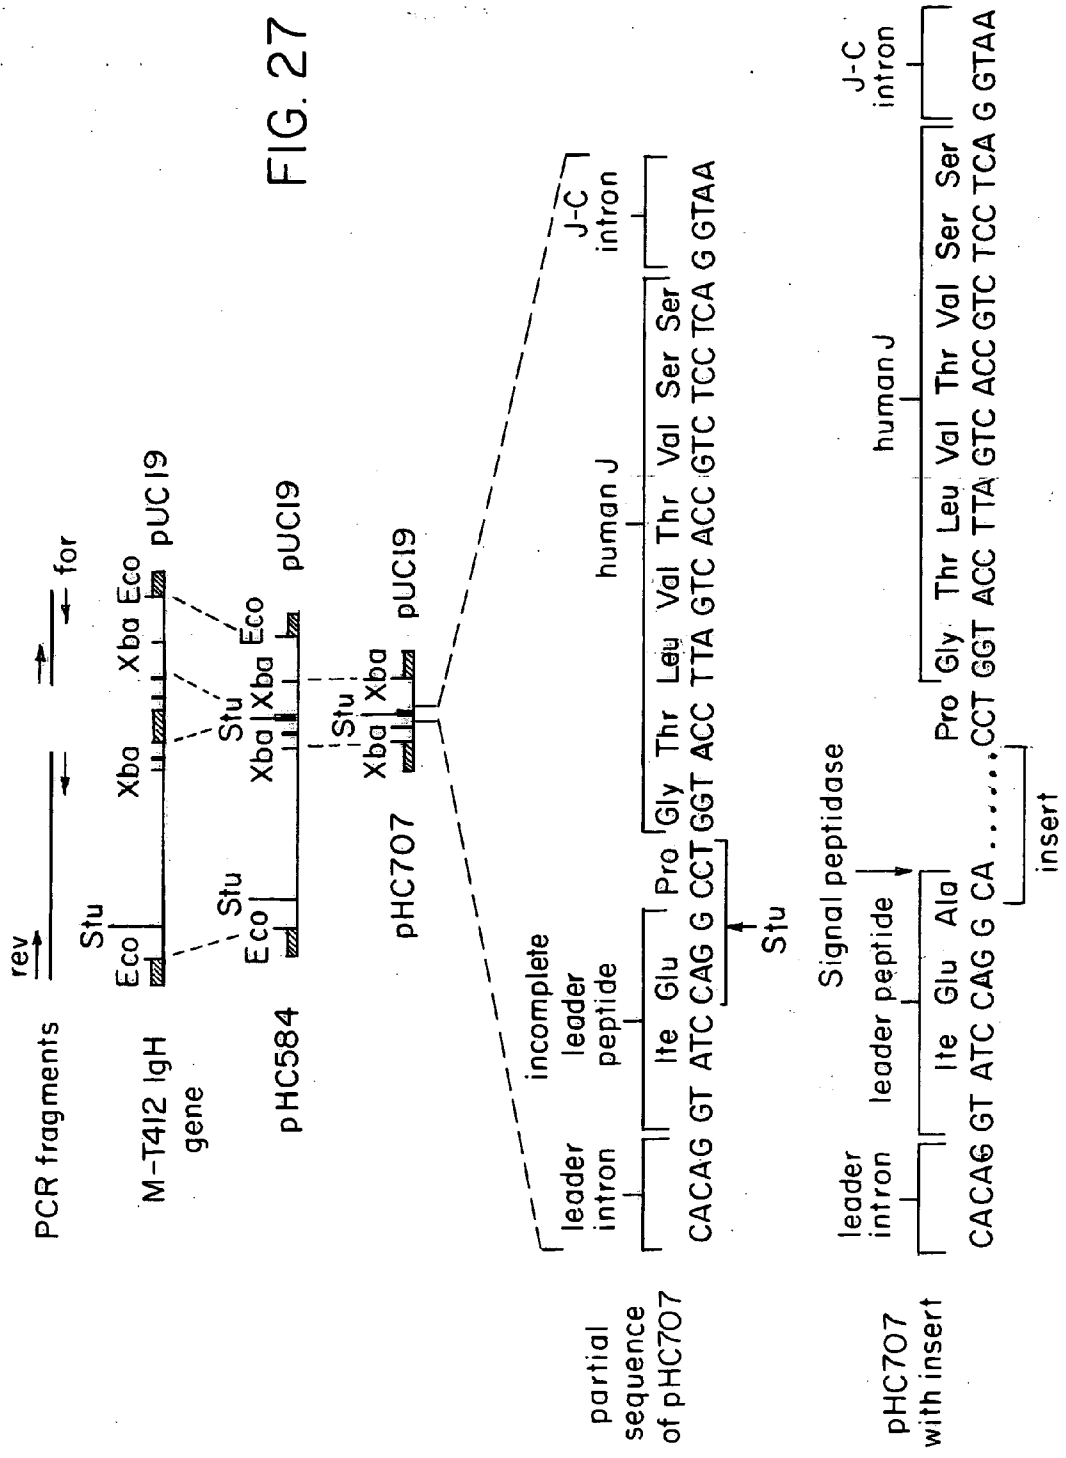 FIG. 27
PCR fragments
rev
for
M-T412 IgH
gene
Eco
Stu
Xba
Xba
Eco
pUC19
pHC584
Eco
Stu
Xba
Stu
Xba
Eco
pUC19
pHC707
Xba
Stu
Xba
pUC19
partial
sequence
of pHC707
leader
intron
incomplete
leader
peptide
human J
J-C
intron
Ite Glu Pro Gly Thr Leu Val Thr Val Ser Ser
CACAG GT ATC CAG G CCT GGT ACC TTA GTC ACC GTC TCC TCA G GTAA
Stu
pHC707
with insert
leader
intron
leader peptide
Signal peptidase
human J
J-C
intron
Ite Glu Ala Pro Gly Thr Leu Val Thr Val Ser Ser
CACAG GT ATC CAG G CA.......CCT GGT ACC TTA GTC ACC GTC TCC TCA G GTAA
insert